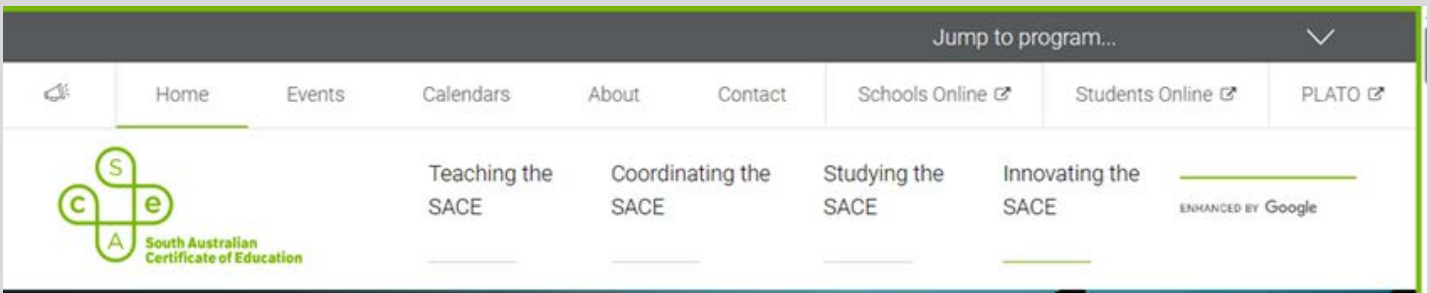 Jump to program...
Home Events Calendars About Contact Schools Online Students Online PLATO
S
c e
A
South Australian
Certificate of Education
Teaching the
SACE
Coordinating the
SACE
Studying the
SACE
Innovating the
SACE
ENHANCED BY Google